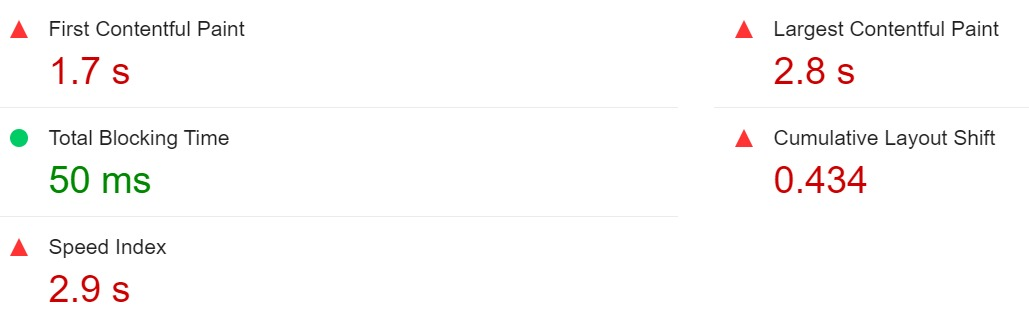 First Contentful Paint
1.7 s
Largest Contentful Paint
2.8 s
Total Blocking Time
50 ms
Cumulative Layout Shift
0.434
Speed Index
2.9 s